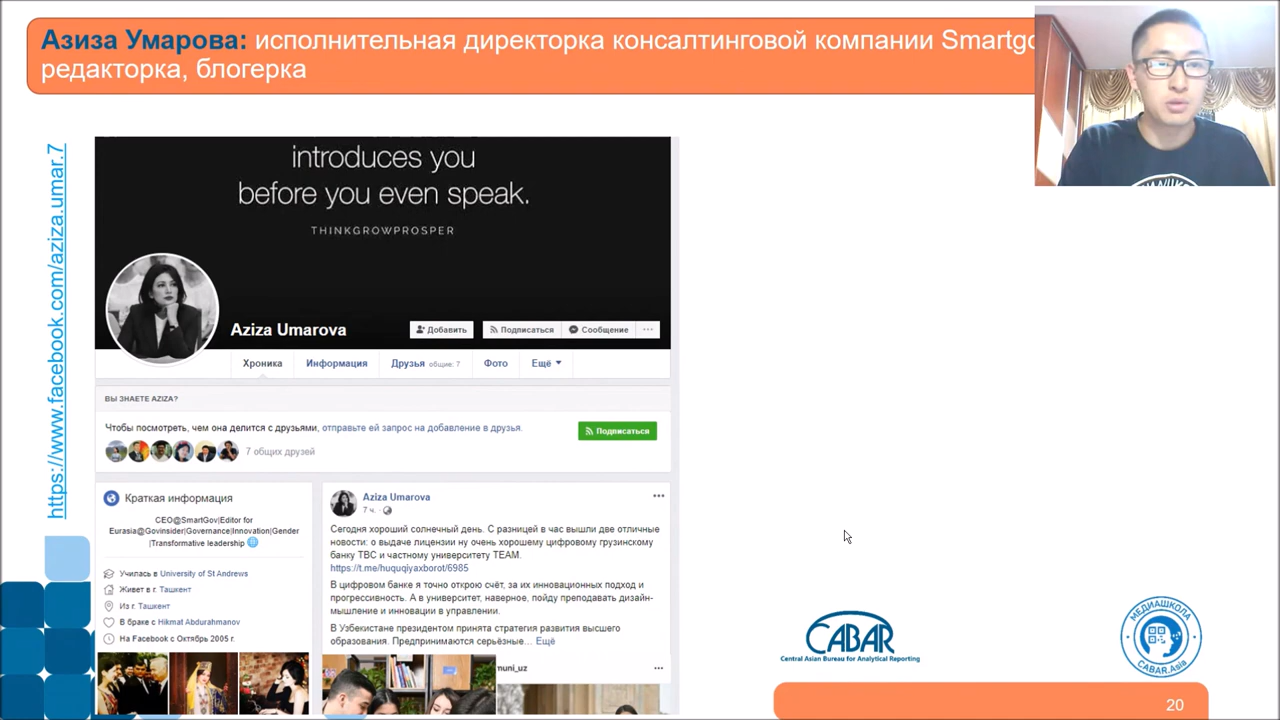 Азиза Умарова: исполнительная директорка консалтинговой компании Smartgo
редакторка, блогерка
https://www.facebook.com/aziza.umar.7
introduces you
before you even speak.
THINKGROWPROSPER
Aziza Umarova
Добавить
Подписаться
Сообщение
Хроника
Информация
Друзья общие: 7
Фото
Ещё
ВЫ ЗНАЕТЕ АЗИЗА?
Чтобы посмотреть, чем она делится с друзьями, отправьте ей запрос на добавление в друзья.
Подписаться
7 общих друзей
Краткая информация
CEO@SmartGov|Editor for
Eurasia@Govinsider|Governance|Innovation|Gender
|Transformative leadership
Училась в University of St Andrews
Живет в г. Ташкент
Из г. Ташкент
В браке с Hikmat Abdurahmanov
На Facebook с Октябрь 2005 г.
Aziza Umarova
7 ч. ·
Сегодня хороший солнечный день. С разницей в час вышли две отличные
новости: о выдаче лицензии ну очень хорошему цифровому грузинскому
банку TBC и частному университету TEAM.
https://t.me/huquqiyaxborot/6985
В цифровом банке я точно открою счёт, за их инновационных подход и
прогрессивность. А в университет, наверное, пойду преподавать дизайн-
мышление и инновации в управлении.
В Узбекистане президентом принята стратегия развития высшего
образования. Предпринимаются серьёзные... Ещё
muni_uz
CABAR
Central Asian Bureau for Analytical Reporting
МЕДИАШКОЛА
CABAR.Asia
20